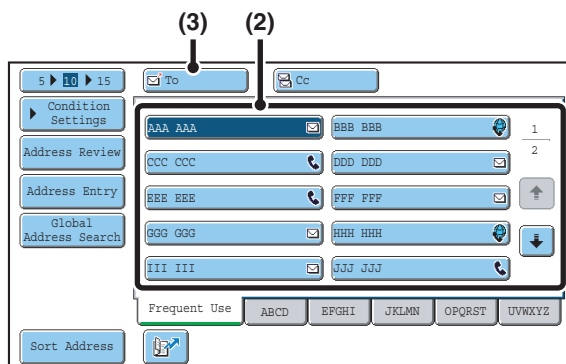 (3) (2)
5 10 15 To Cc
Condition
Settings
AAA AAA BBB BBB 1
Address Review CCC CCC DDD DDD 2
Address Entry EEE EEE FFF FFF
Global
Address Search GGG GGG HHH HHH
III III JJJ JJJ
Frequent Use ABCD EFGHI JKLMN OPQRST UVWXYZ
Sort Address